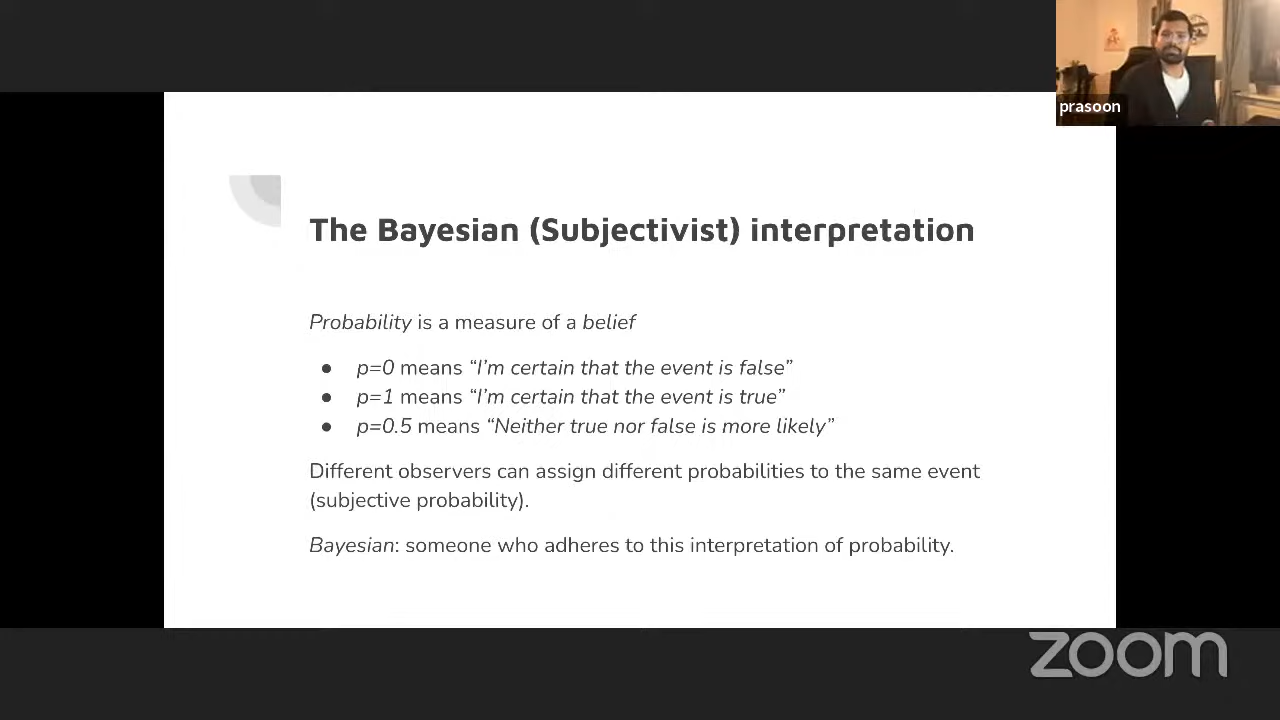 prasoon
The Bayesian (Subjectivist) interpretation
Probability is a measure of a belief
● p=0 means “I’m certain that the event is false”
● p=1 means “I’m certain that the event is true”
● p=0.5 means “Neither true nor false is more likely”
Different observers can assign different probabilities to the same event
(subjective probability).
Bayesian: someone who adheres to this interpretation of probability.
zoom